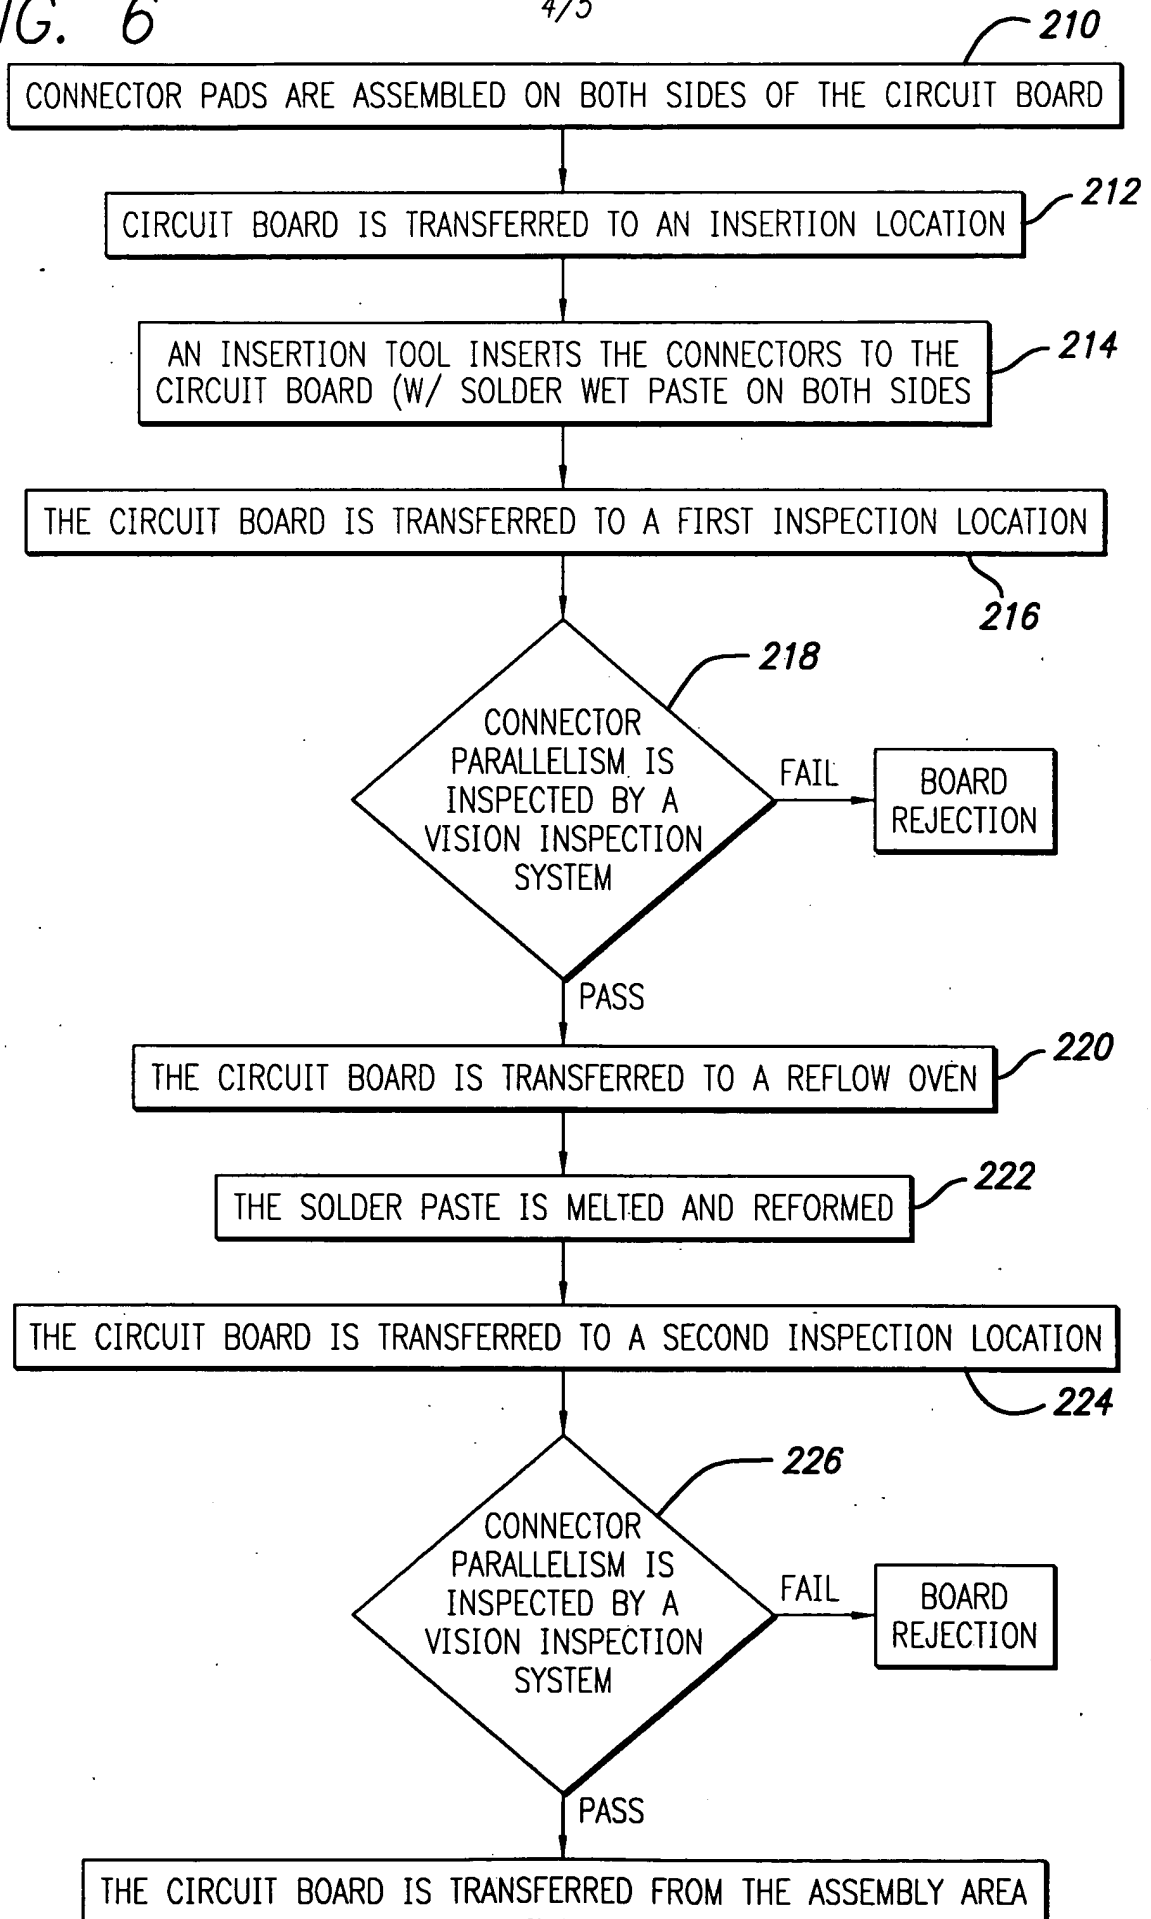 FIG. 6
4/5
210
CONNECTOR PADS ARE ASSEMBLED ON BOTH SIDES OF THE CIRCUIT BOARD
212
CIRCUIT BOARD IS TRANSFERRED TO AN INSERTION LOCATION
214
AN INSERTION TOOL INSERTS THE CONNECTORS TO THE
CIRCUIT BOARD (W/ SOLDER WET PASTE ON BOTH SIDES
THE CIRCUIT BOARD IS TRANSFERRED TO A FIRST INSPECTION LOCATION
216
218
CONNECTOR
PARALLELISM IS
INSPECTED BY A
VISION INSPECTION
SYSTEM
FAIL
BOARD
REJECTION
PASS
220
THE CIRCUIT BOARD IS TRANSFERRED TO A REFLOW OVEN
222
THE SOLDER PASTE IS MELTED AND REFORMED
THE CIRCUIT BOARD IS TRANSFERRED TO A SECOND INSPECTION LOCATION
224
226
CONNECTOR
PARALLELISM IS
INSPECTED BY A
VISION INSPECTION
SYSTEM
FAIL
BOARD
REJECTION
PASS
THE CIRCUIT BOARD IS TRANSFERRED FROM THE ASSEMBLY AREA